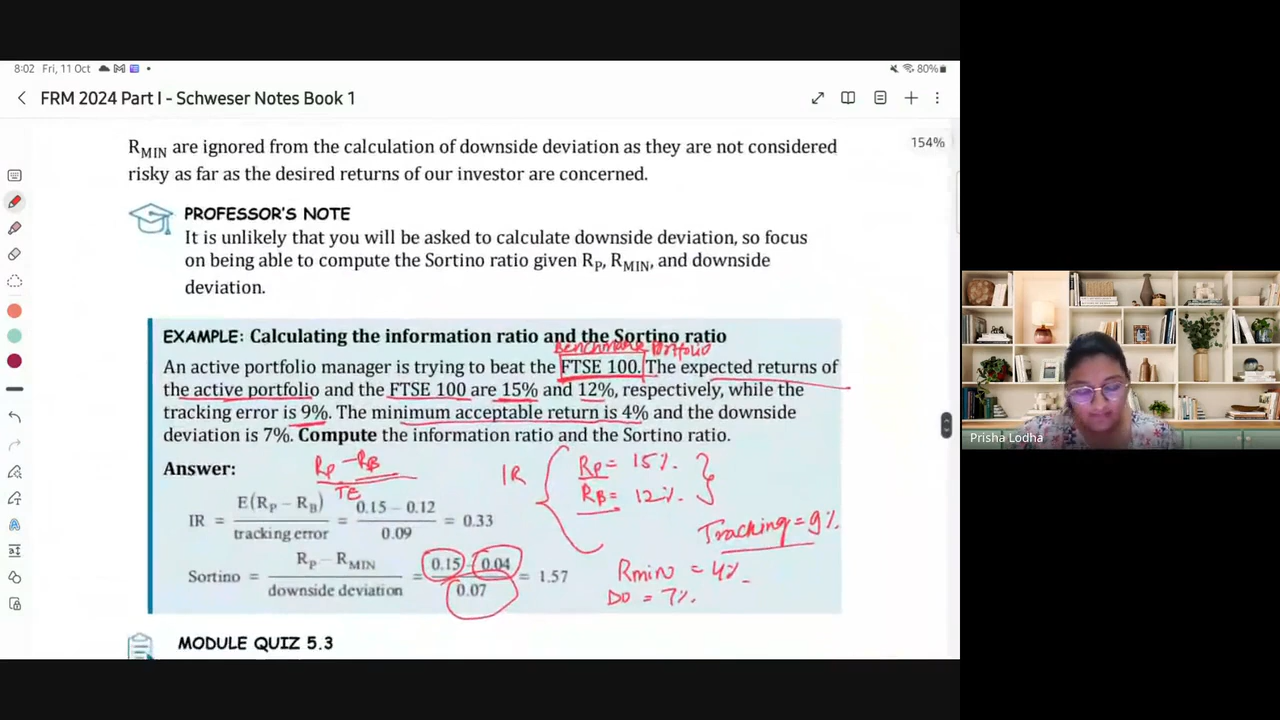 8:02 Fri, 11 Oct
80%
FRM 2024 Part I - Schweser Notes Book 1
154%
RMIN are ignored from the calculation of downside deviation as they are not considered
risky as far as the desired returns of our investor are concerned.
PROFESSOR'S NOTE
It is unlikely that you will be asked to calculate downside deviation, so focus
on being able to compute the Sortino ratio given RP, RMIN, and downside
deviation.
EXAMPLE: Calculating the information ratio and the Sortino ratio
Benchmark Portfolio
An active portfolio manager is trying to beat the FTSE 100. The expected returns of
the active portfolio and the FTSE 100 are 15% and 12%, respectively, while the
tracking error is 9%. The minimum acceptable return is 4% and the downside
deviation is 7%. Compute the information ratio and the Sortino ratio.
Answer:
RP - RB
TE
IR = E(RP − RB) / tracking error = 0.15 − 0.12 / 0.09 = 0.33
IR
RP = 15%.
RB = 12%.
Tracking = 9%.
Sortino = RP − RMIN / downside deviation = 0.15 − 0.04 / 0.07 = 1.57
Rmin = 4%
DD = 7%.
MODULE QUIZ 5.3
Prisha Lodha